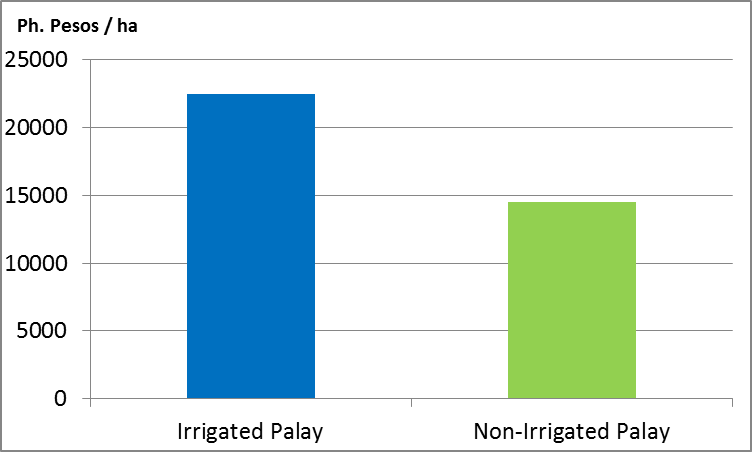 Ph. Pesos / ha
25000
20000
15000
10000
5000
0
Irrigated Palay
Non-Irrigated Palay